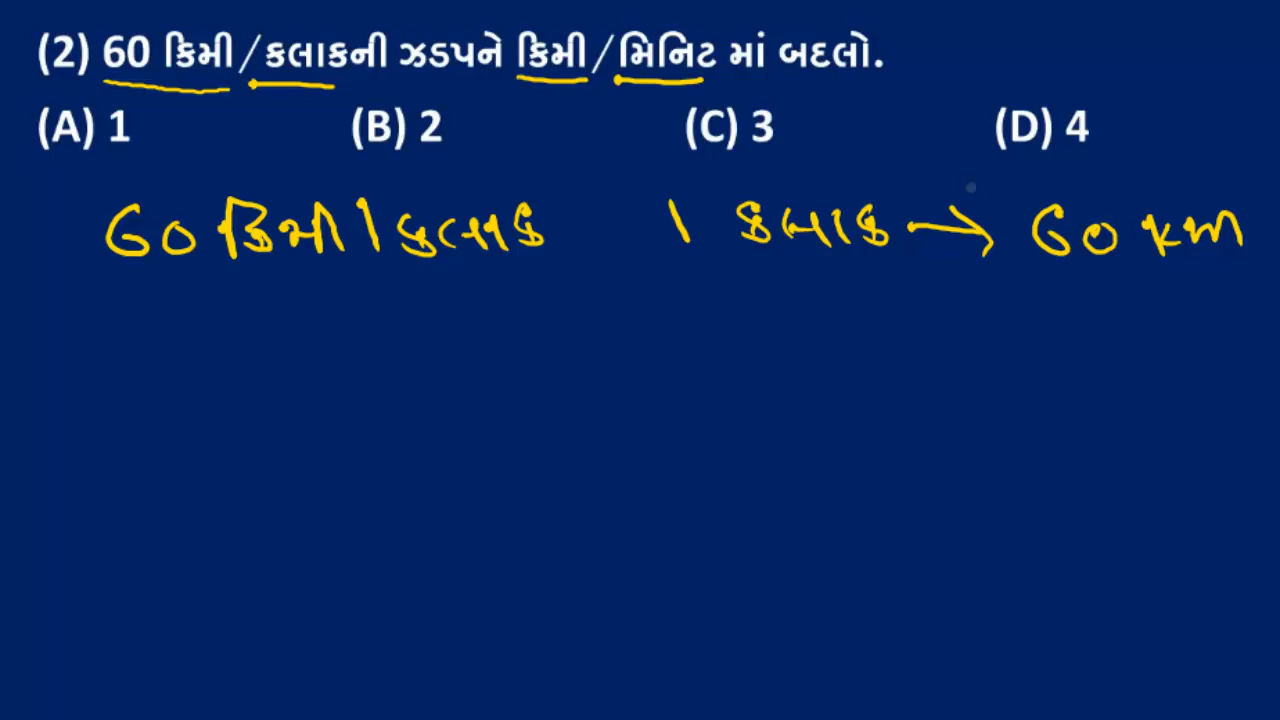 (2) 60 કિમી/કલાકની ઝડપને કિમી/મિનિટ માં બદલો.
(A) 1 (B) 2 (C) 3 (D) 4
60 કિમી/કલાક 1 કલાક → 60 km